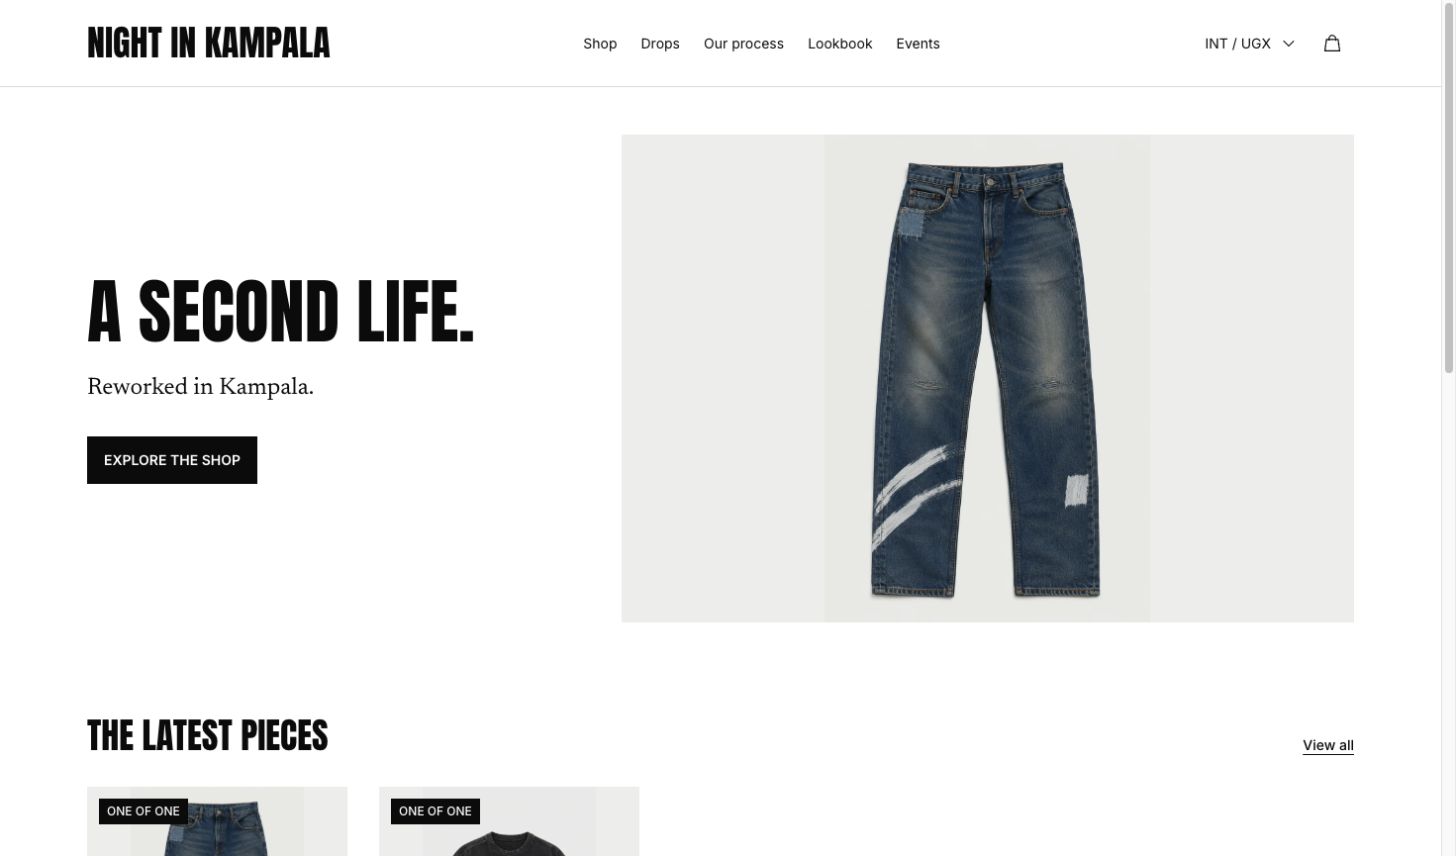 NIGHT IN KAMPALA
Shop Drops Our process Lookbook Events
INT / UGX
A SECOND LIFE.
Reworked in Kampala.
EXPLORE THE SHOP
THE LATEST PIECES
View all
ONE OF ONE
ONE OF ONE